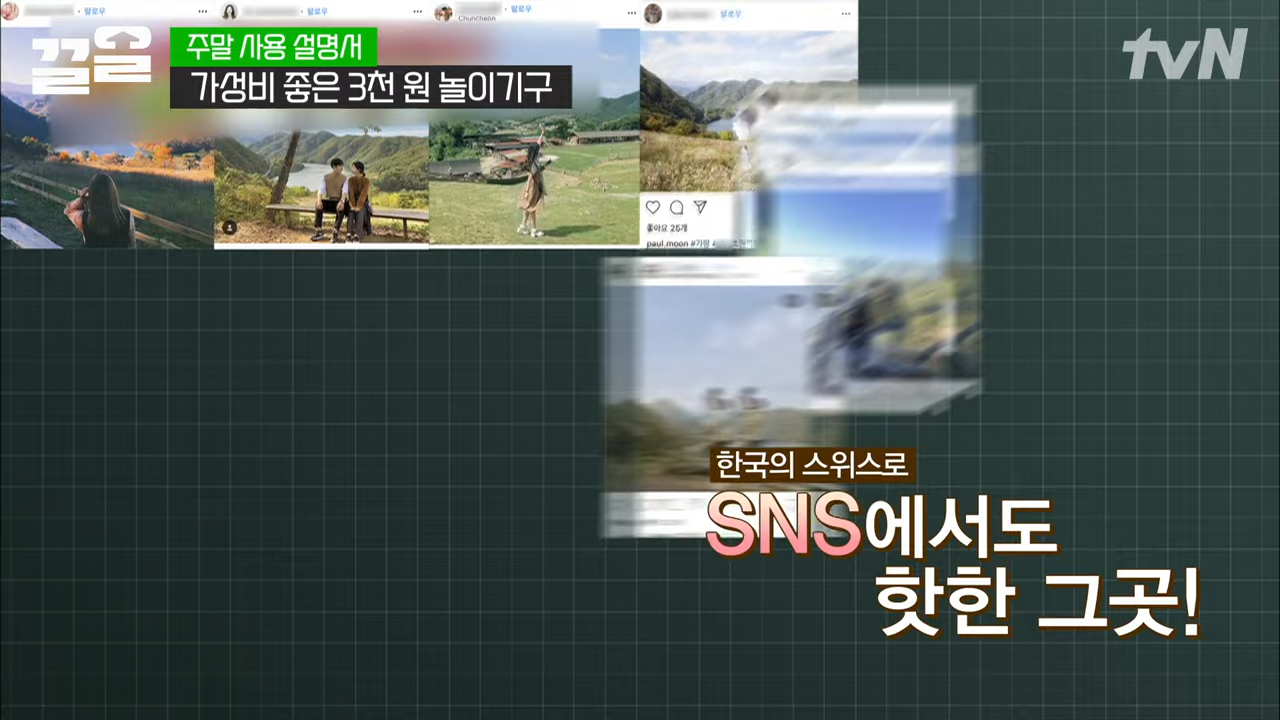 팔로우
팔로우
팔로우
Chuncheon
팔로우
끌올
주말 사용 설명서
tvN
가성비 좋은 3천 원 놀이기구
좋아요 25개
paul.moon #가평
한국의 스위스로
SNS에서도
핫한 그곳!